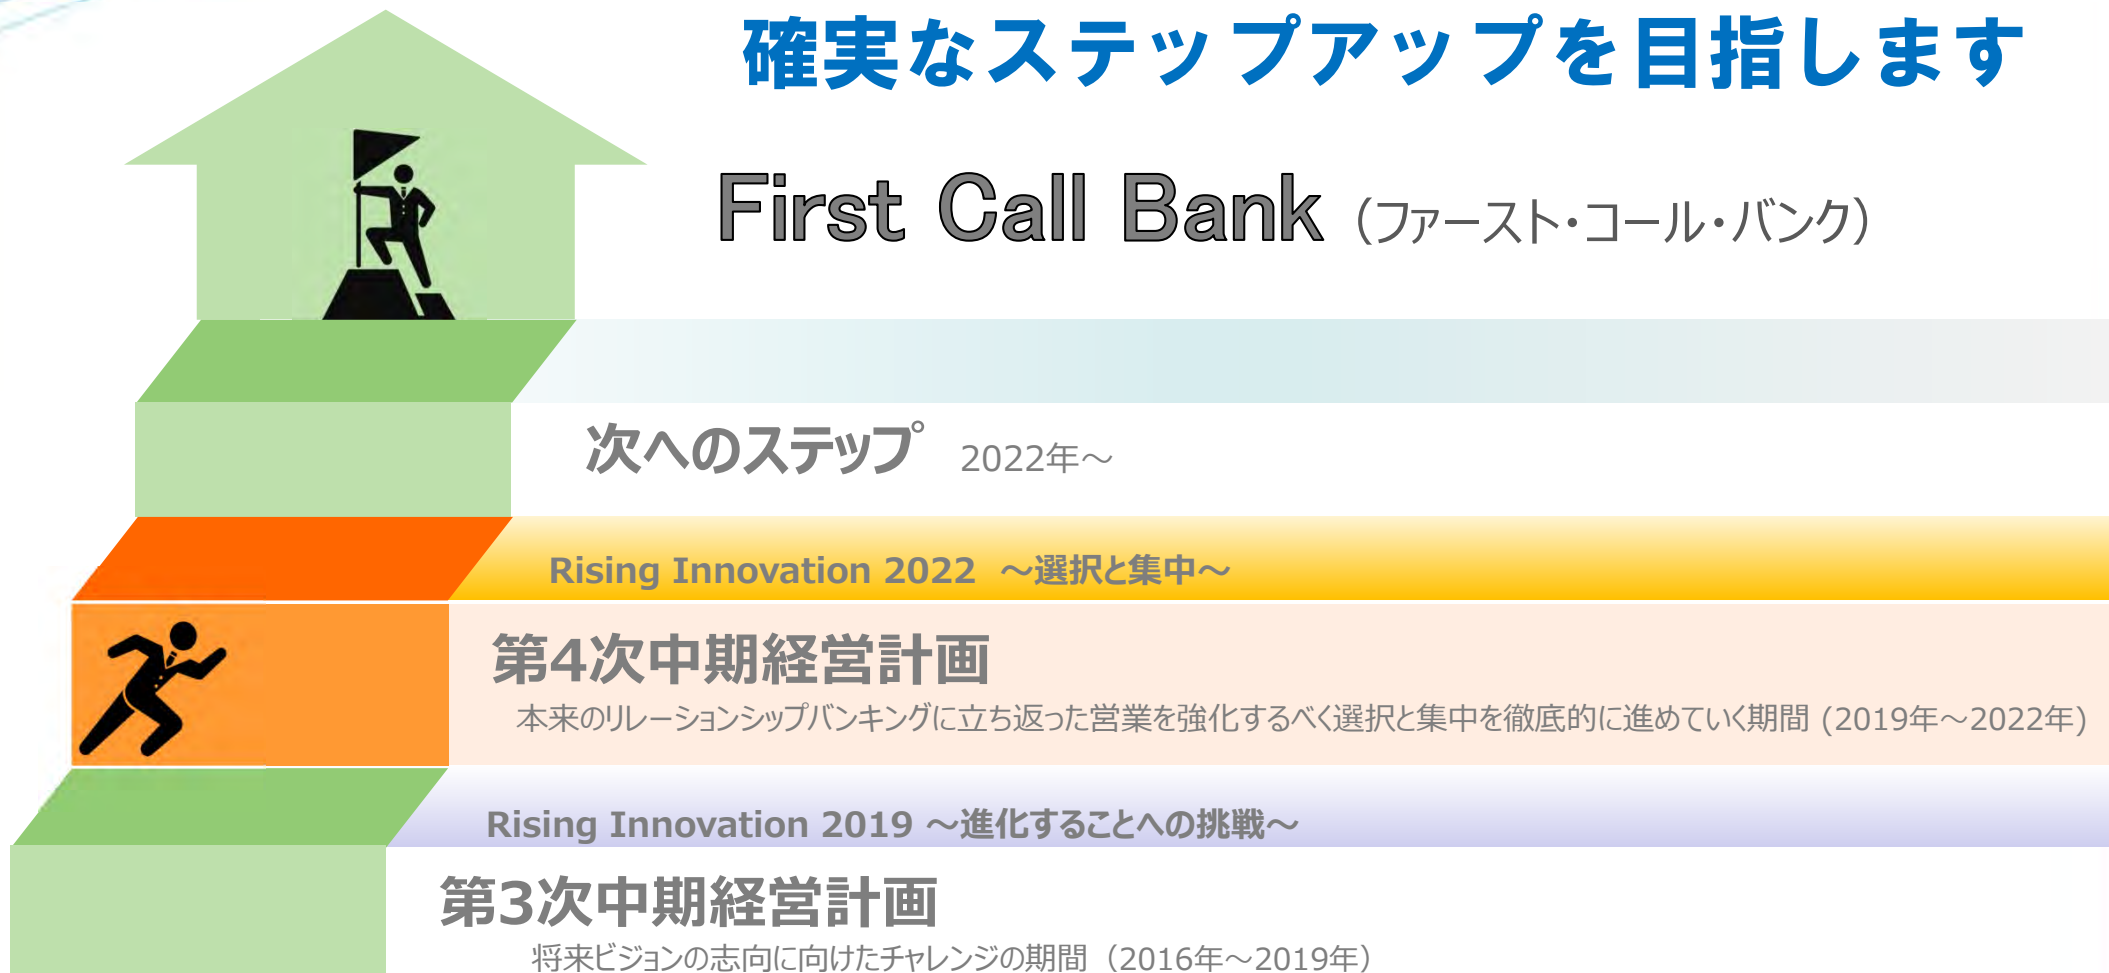 確実なステップアップを目指します
First Call Bank（ファースト・コール・バンク）
次へのステップ 2022年～
Rising Innovation 2022 ～選択と集中～
第4次中期経営計画
本来のリレーションシップバンキングに立ち返った営業を強化するべく選択と集中を徹底的に進めていく期間 (2019年～2022年)
Rising Innovation 2019 ～進化することへの挑戦～
第3次中期経営計画
将来ビジョンの志向に向けたチャレンジの期間（2016年～2019年）